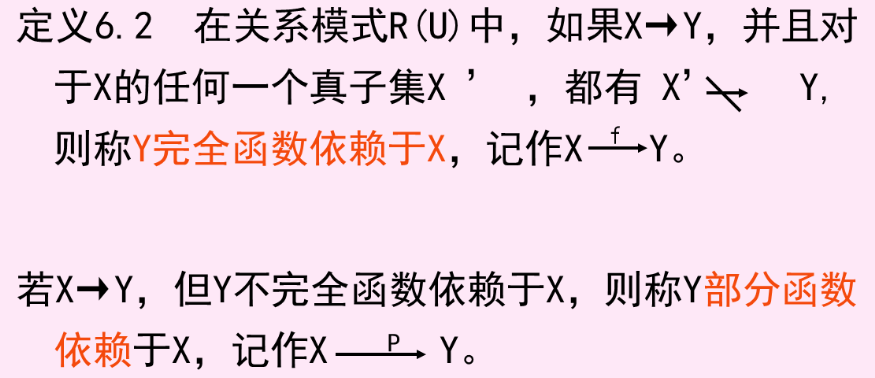 定义6.2 在关系模式R(U)中，如果X→Y，并且对
于X的任何一个真子集X ’ ，都有 X’ ↛ Y，
则称Y完全函数依赖于X，记作X f→ Y。
若X→Y，但Y不完全函数依赖于X，则称Y部分函数
依赖于X，记作X P→ Y。